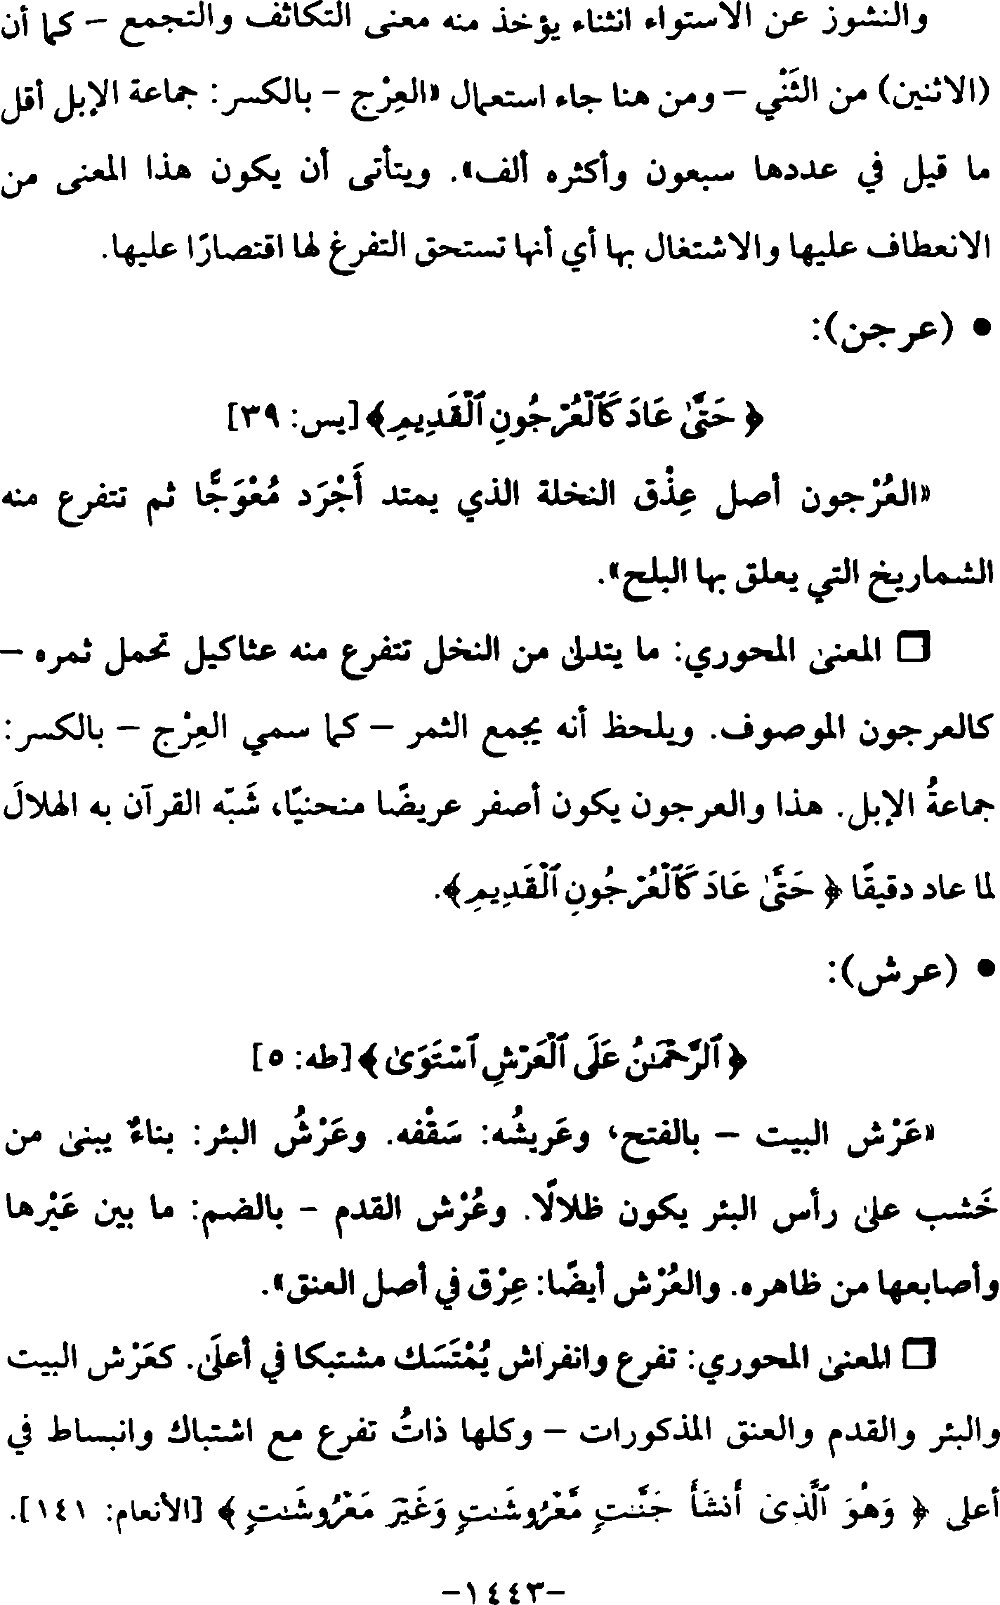 والنشوز عن الاستواء انثناء يؤخذ منه معنى التكاثف والتجمع – كما أن
(الاثنين) من الثَّنْي – ومن هنا جاء استعمال «العِرْج – بالكسر: جماعة الإبل أقل
ما قيل في عددها سبعون وأكثره ألف». ويتأتى أن يكون هذا المعنى من
الانعطاف عليها والاشتغال بها أي أنها تستحق التفرغ لها اقتصارًا عليها.
● (عرجن):
﴿ حَتَّىٰ عَادَ كَٱلْعُرْجُونِ ٱلْقَدِيمِ ﴾ [يس: ٣٩]
«العُرْجون أصل عِذْق النخلة الذي يمتد أَجْرَد مُعْوَجًّا ثم تتفرع منه
الشماريخ التي يعلق بها البلح».
❒ المعنىٰ المحوري: ما يتدلىٰ من النخل تتفرع منه عثاكيل تحمل ثمره –
كالعرجون الموصوف. ويلحظ أنه يجمع الثمر – كما سمي العِرْج – بالكسر:
جماعةُ الإبل. هذا والعرجون يكون أصفر عريضًا منحنيًا، شَبّه القرآن به الهلالَ
لما عاد دقيقًا ﴿ حَتَّىٰ عَادَ كَٱلْعُرْجُونِ ٱلْقَدِيمِ ﴾.
● (عرش):
﴿ ٱلرَّحْمَـٰنُ عَلَى ٱلْعَرْشِ ٱسْتَوَىٰ ﴾ [طه: ٥]
«عَرْش البيت – بالفتح، وعَريشُه: سَقْفه. وعَرْشُ البئر: بناءٌ يبنىٰ من
خَشب علىٰ رأس البئر يكون ظلالًا. وعُرْش القدم – بالضم: ما بين عَيْرها
وأصابعها من ظاهره. والعُرْش أيضًا: عِرْق في أصل العنق».
❒ المعنىٰ المحوري: تفرع وانفراش يُمْتَسَك مشتبكا في أعلَىٰ. كعَرْش البيت
والبئر والقدم والعنق المذكورات – وكلها ذاتُ تفرع مع اشتباك وانبساط في
أعلى ﴿ وَهُوَ ٱلَّذِىٓ أَنشَأَ جَنَّـٰتٍ مَّعْرُوشَـٰتٍ وَغَيْرَ مَعْرُوشَـٰتٍ ﴾ [الأنعام: ١٤١].
–١٤٤٣–